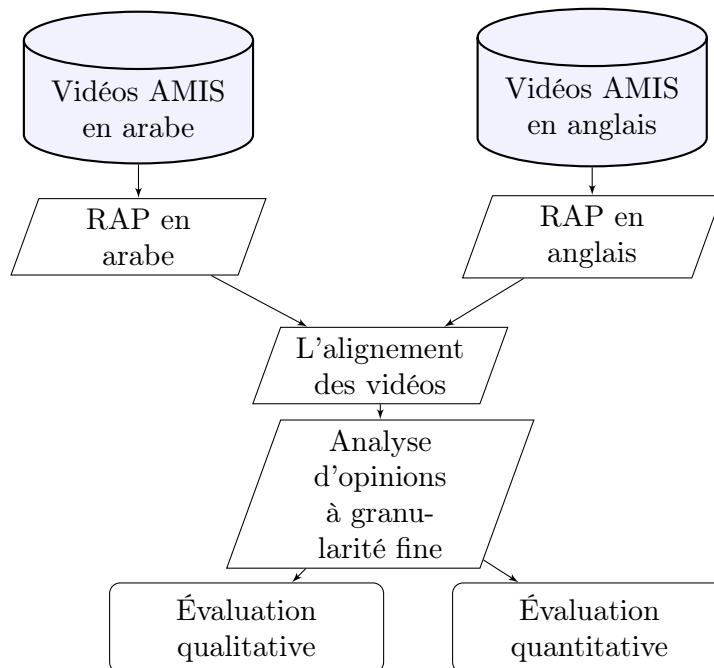 Vidéos AMIS
en arabe
Vidéos AMIS
en anglais
RAP en
arabe
RAP en
anglais
L'alignement
des vidéos
Analyse
d'opinions
à granu-
larité fine
Évaluation
qualitative
Évaluation
quantitative